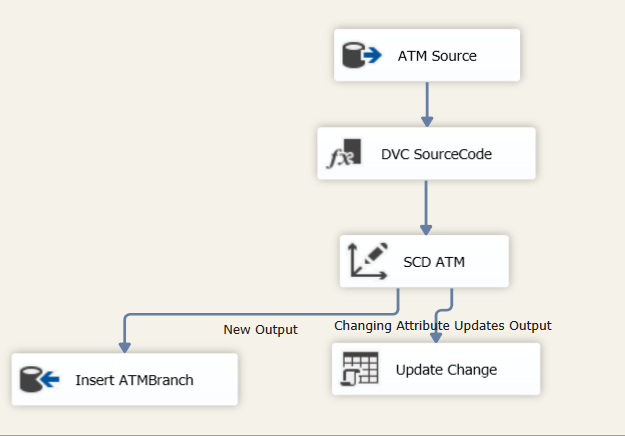 ATM Source
DVC SourceCode
SCD ATM
New Output
Changing Attribute Updates Output
Insert ATMBranch
Update Change